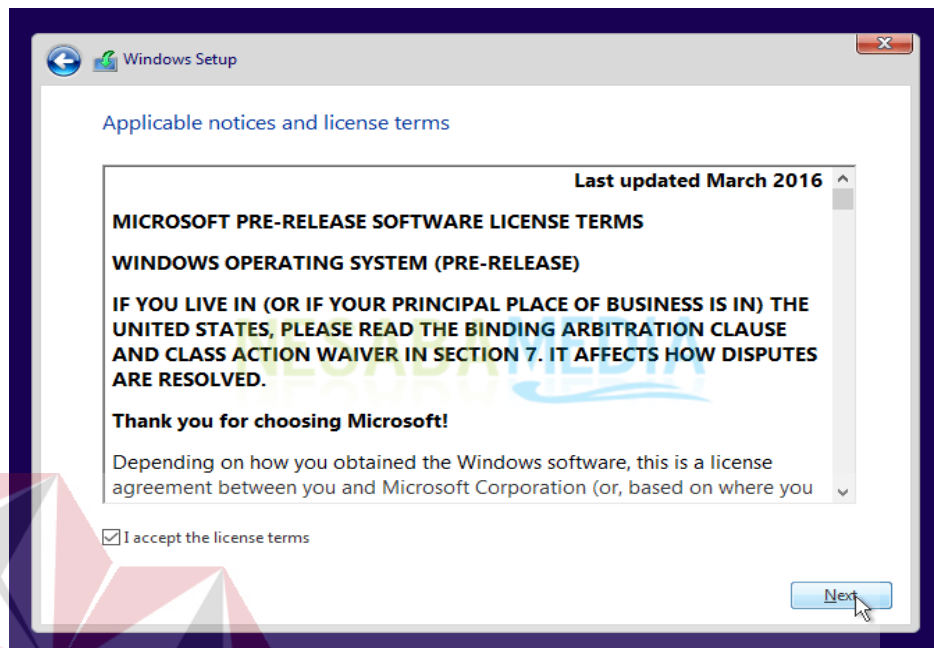 Windows Setup
Applicable notices and license terms
Last updated March 2016
MICROSOFT PRE-RELEASE SOFTWARE LICENSE TERMS
WINDOWS OPERATING SYSTEM (PRE-RELEASE)
IF YOU LIVE IN (OR IF YOUR PRINCIPAL PLACE OF BUSINESS IS IN) THE
UNITED STATES, PLEASE READ THE BINDING ARBITRATION CLAUSE
AND CLASS ACTION WAIVER IN SECTION 7. IT AFFECTS HOW DISPUTES
ARE RESOLVED.
NESABAMEDIA
Thank you for choosing Microsoft!
Depending on how you obtained the Windows software, this is a license
agreement between you and Microsoft Corporation (or, based on where you
I accept the license terms
Next